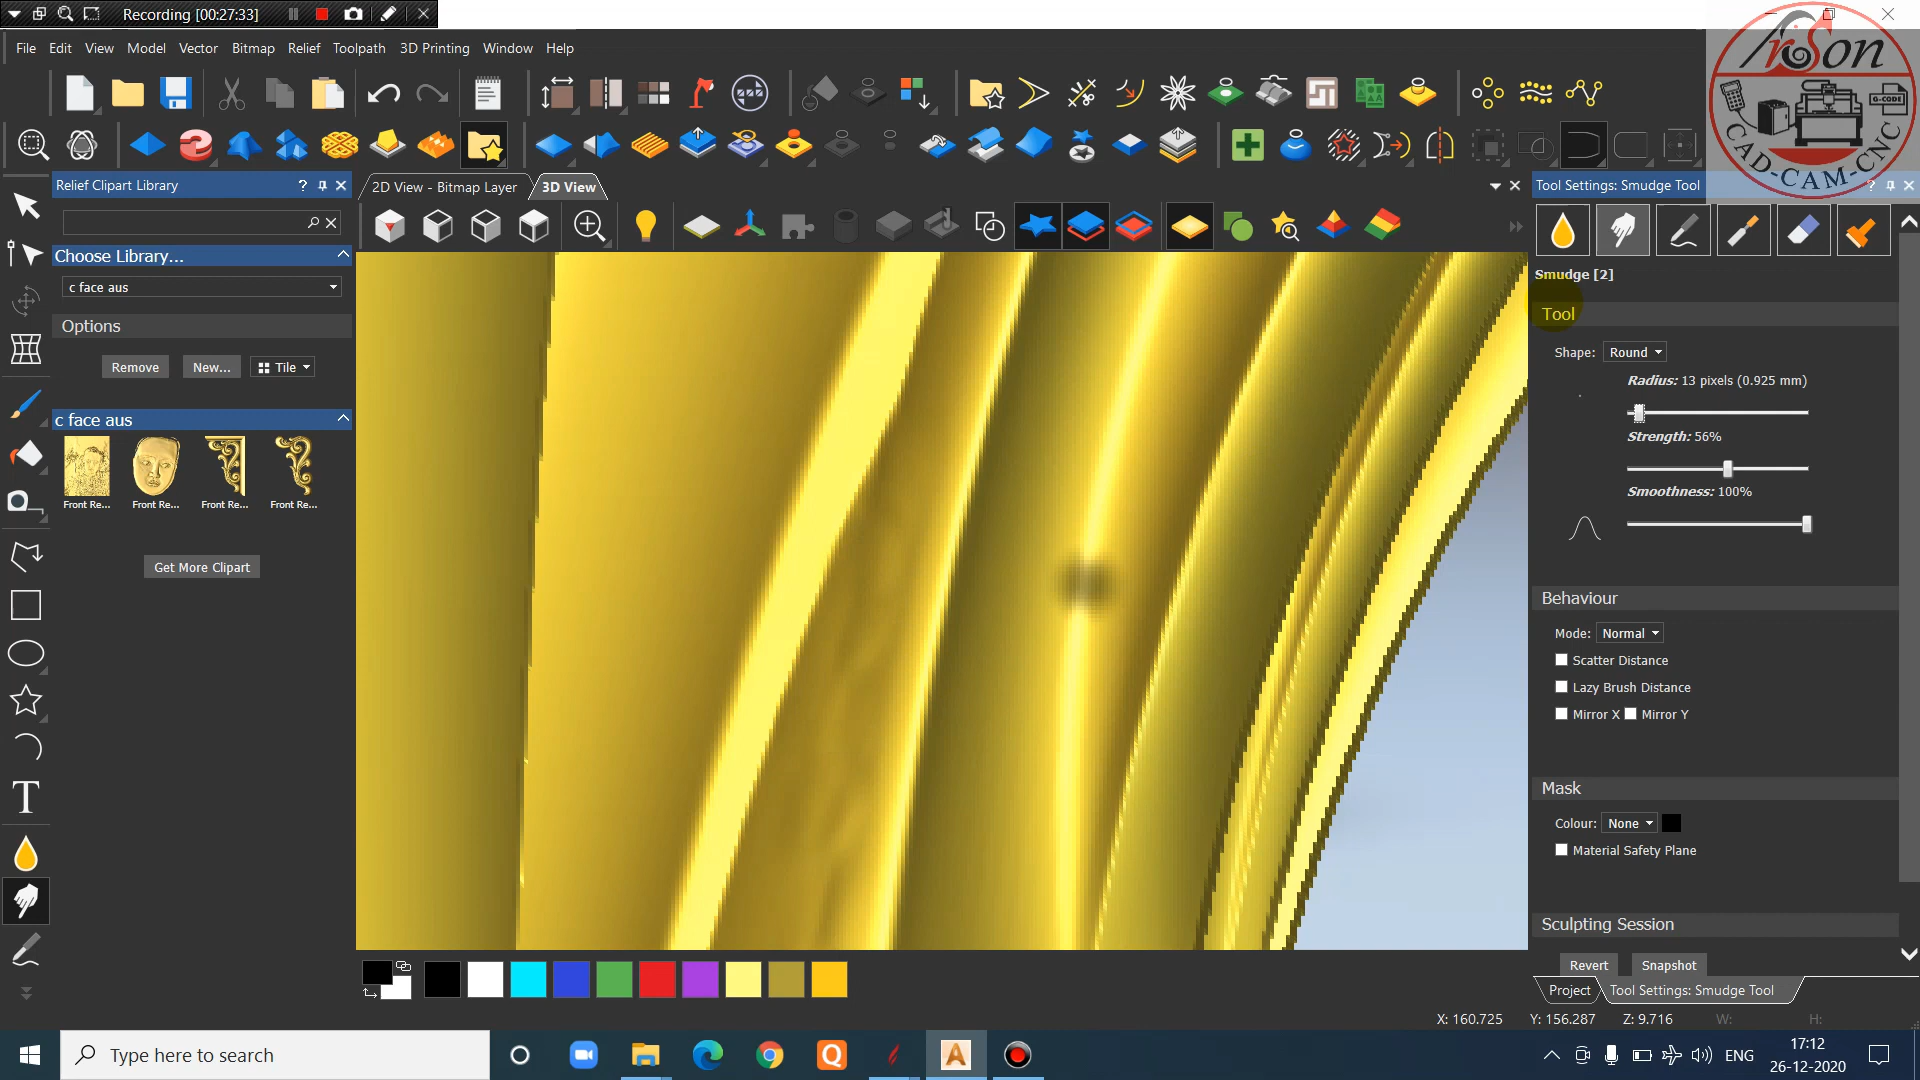 Recording [00:27:33]
File Edit View Model Vector Bitmap Relief Toolpath 3D Printing Window Help
ArSon
G-CODE
CAD-CAM-CNC
Relief Clipart Library ?
2D View - Bitmap Layer 3D View
Tool Settings: Smudge Tool ?
Choose Library...
c face aus
Options
Remove New... Tile
c face aus
Front Re... Front Re... Front Re... Front Re...
Get More Clipart
T
Smudge [2]
Tool
Shape: Round
Radius: 13 pixels (0.925 mm)
Strength: 56%
Smoothness: 100%
Behaviour
Mode: Normal
Scatter Distance
Lazy Brush Distance
Mirror X Mirror Y
Mask
Colour: None
Material Safety Plane
Sculpting Session
Revert Snapshot
Project Tool Settings: Smudge Tool
X: 160.725 Y: 156.287 Z: 9.716 W: H:
Type here to search
Q
A
ENG
17:12
26-12-2020